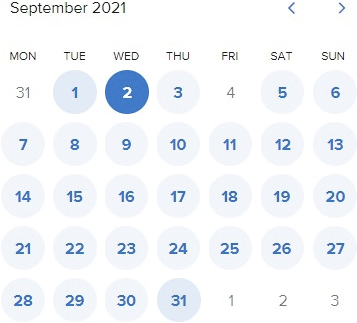 September 2021
MON TUE WED THU FRI SAT SUN
31 1 2 3 4 5 6
7 8 9 10 11 12 13
14 15 16 17 18 19 20
21 22 23 24 25 26 27
28 29 30 31 1 2 3